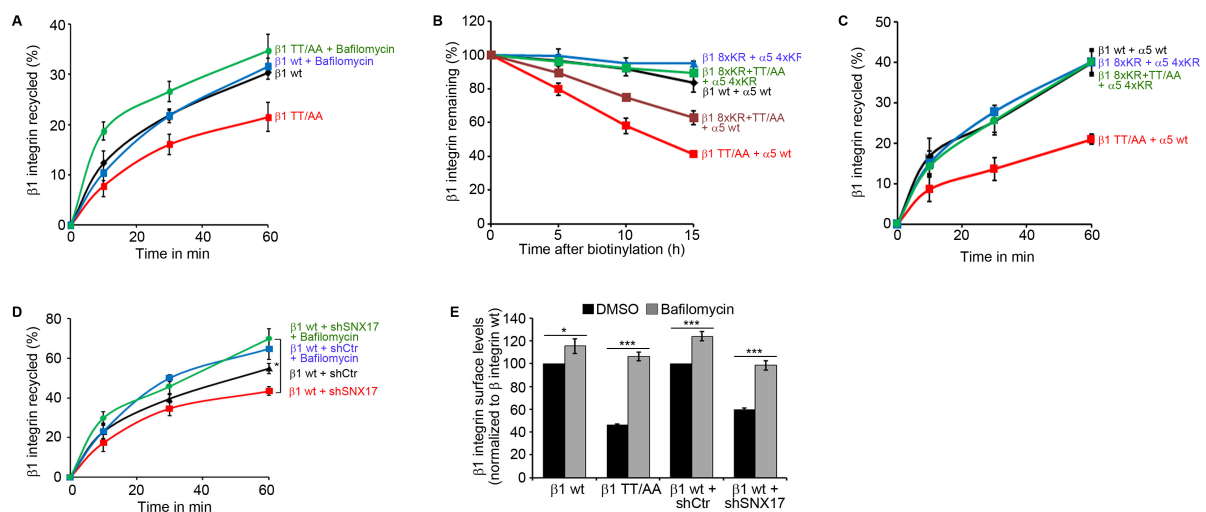 A
β1 integrin recycled (%)
40
30
20
10
0
0
20
40
60
Time in min
β1 TT/AA + Bafilomycin
β1 wt + Bafilomycin
β1 wt
β1 TT/AA
B
β1 integrin remaining (%)
120
100
80
60
40
20
0
0
5
10
15
Time after biotinylation (h)
β1 8xKR + α5 4xKR
β1 8KR+TT/AA
+ α5 4xKR
β1 wt + α5 wt
β1 8xKR+TT/AA
+ α5 wt
β1 TT/AA + α5 wt
C
β1 integrin recycled (%)
50
40
30
20
10
0
0
20
40
60
Time in min
β1 wt + α5 wt
β1 8xKR + α5 4xKR
β1 8xKR+TT/AA
+ α5 4xKR
β1 TT/AA + α5 wt
D
β1 integrin recycled (%)
80
60
40
20
0
0
20
40
60
Time in min
β1 wt + shSNX17
+ Bafilomycin
β1 wt + shCtr
+ Bafilomycin
*
β1 wt + shCtr
β1 wt + shSNX17
E
DMSO
Bafilomycin
β1 integrin surface levels
(normalized to β integrin wt)
140
120
100
80
60
40
20
0
*
***
***
***
β1 wt
β1 TT/AA
β1 wt +
shCtr
β1 wt +
shSNX17